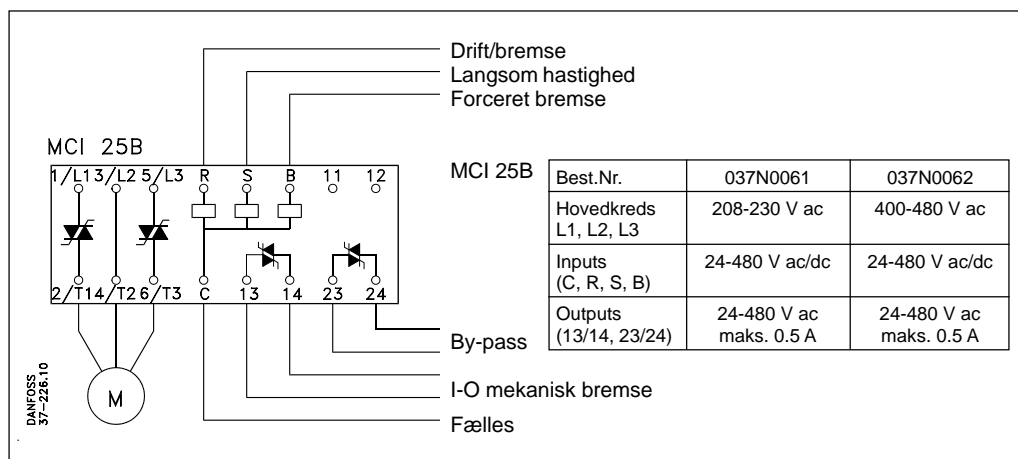 Drift/bremse
Langsom hastighed
Forceret bremse
MCI 25B
1/L1 3/L2 5/L3 R S B 11 12
2/T1 4/T2 6/T3 C 13 14 23 24
M
DANFOSS
37-226.10
By-pass
I-O mekanisk bremse
Fælles
MCI 25B
Best.Nr. 037N0061 037N0062
Hovedkreds 208-230 V ac 400-480 V ac
L1, L2, L3
Inputs 24-480 V ac/dc 24-480 V ac/dc
(C, R, S, B)
Outputs 24-480 V ac 24-480 V ac
(13/14, 23/24) maks. 0.5 A maks. 0.5 A